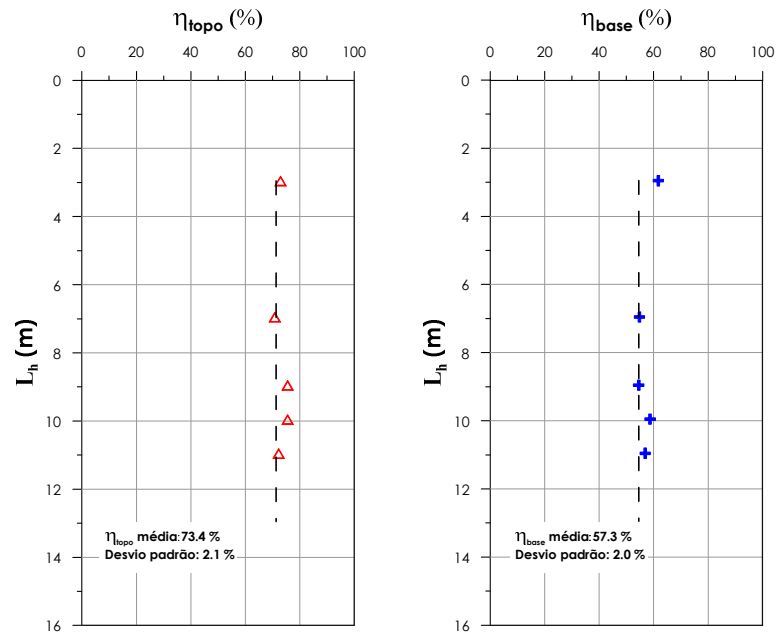 η topo (%)
0 20 40 60 80 100
0
2
4
6
8
10
12
14
16
L h (m)
η topo média:73.4 %
Desvio padrão: 2.1 %
η base (%)
0 20 40 60 80 100
0
2
4
6
8
10
12
14
16
L h (m)
η base média:57.3 %
Desvio padrão: 2.0 %